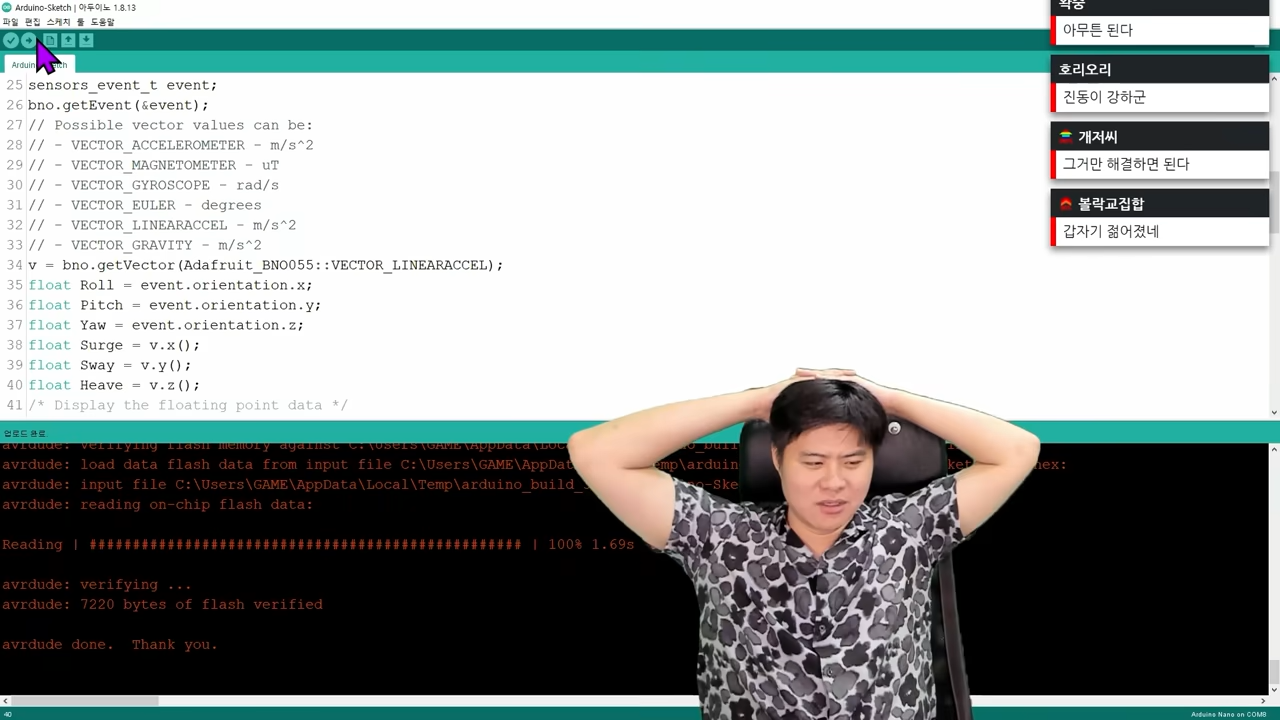 Arduino-Sketch | 아두이노 1.8.13
파일 편집 스케치 툴 도움말
25 sensors_event_t event;
26 bno.getEvent(&event);
27 // Possible vector values can be:
28 // - VECTOR_ACCELEROMETER - m/s^2
29 // - VECTOR_MAGNETOMETER - uT
30 // - VECTOR_GYROSCOPE - rad/s
31 // - VECTOR_EULER - degrees
32 // - VECTOR_LINEARACCEL - m/s^2
33 // - VECTOR_GRAVITY - m/s^2
34 v = bno.getVector(Adafruit_BNO055::VECTOR_LINEARACCEL);
35 float Roll = event.orientation.x;
36 float Pitch = event.orientation.y;
37 float Yaw = event.orientation.z;
38 float Surge = v.x();
39 float Sway = v.y();
40 float Heave = v.z();
41 /* Display the floating point data */
아무튼 된다
호리오리
진동이 강하군
개저씨
그거만 해결하면 된다
볼락교집합
갑자기 젊어졌네
업로드 완료.
avrdude: verifying flash memory against C:\Users\GAME\AppData\
avrdude: load data flash data from input file C:\Users\GAME\
avrdude: input file C:\Users\GAME\AppData\Local\Temp\
avrdude: reading on-chip flash data:
Reading | ################################################## | 100% 1.69s
avrdude: verifying ...
avrdude: 7220 bytes of flash verified
avrdude done. Thank you.
40
Arduino Nano on COM8